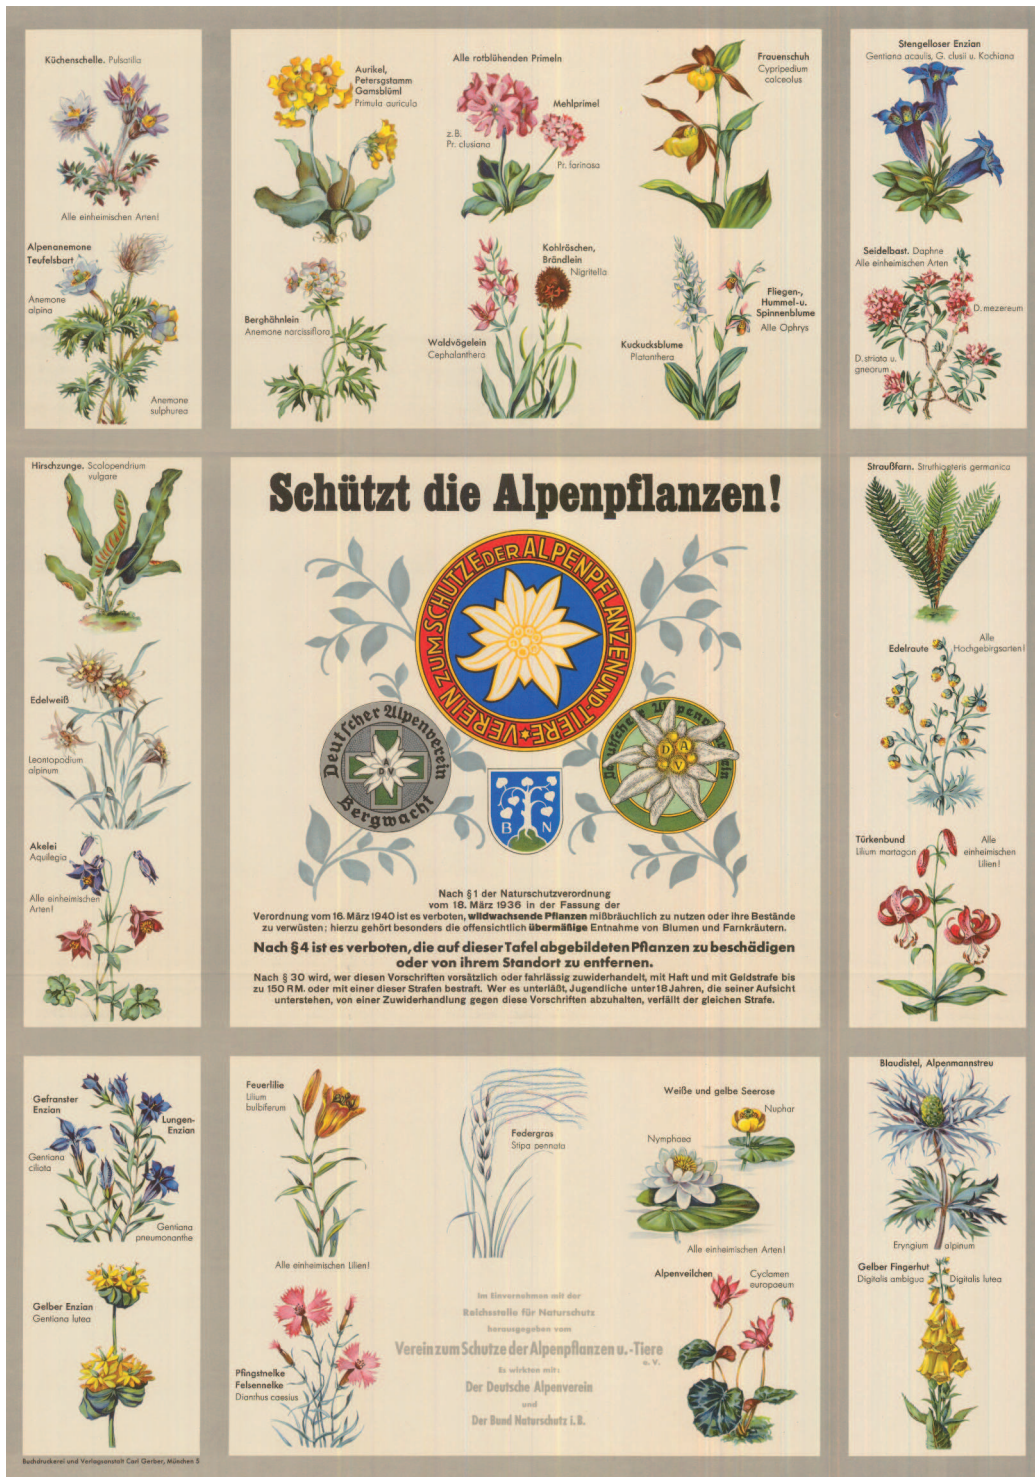 Küchenschelle. Pulsatilla
Alle einheimischen Arten!
Alpenanemone
Teufelsbart
Anemone
alpina
Anemone
sulphurea
Aurikel,
Petersgstamm
Gamsblüml
Primula auricula
Alle rotblühenden Primeln
Mehlprimel
z. B.
Pr. clusiana
Pr. farinosa
Frauenschuh
Cypripedium
calceolus
Berghähnlein
Anemone narcissiflora
Kohlröschen,
Brändlein
Nigritella
Waldvögelein
Cephalanthera
Fliegen-,
Hummel- u.
Spinnenblume
Alle Ophrys
Kuckucksblume
Platanthera
Stengelloser Enzian
Gentiana acaulis, G. clusii u. Kochiana
Seidelbast. Daphne
Alle einheimischen Arten
D. mezereum
D. striata u.
gneorum
Hirschzunge. Scolopendrium
vulgare
Edelweiß
Leontopodium
alpinum
Akelei
Aquilegia
Alle einheimischen
Arten!
Schützt die Alpenpflanzen!
VEREIN ZUM SCHUTZE DER ALPENPFLANZEN UND -TIERE
Deutscher Alpenverein
A
D V
Bergwacht
B N
Deutscher Alpenverein
D A
V
Nach § 1 der Naturschutzverordnung
vom 18. März 1936 in der Fassung der
Verordnung vom 16. März 1940 ist es verboten, wildwachsende Pflanzen mißbräuchlich zu nutzen oder ihre Bestände
zu verwüsten; hierzu gehört besonders die offensichtlich übermäßige Entnahme von Blumen und Farnkräutern.
Nach § 4 ist es verboten, die auf dieser Tafel abgebildeten Pflanzen zu beschädigen
oder von ihrem Standort zu entfernen.
Nach § 30 wird, wer diesen Vorschriften vorsätzlich oder fahrlässig zuwiderhandelt, mit Haft und mit Geldstrafe bis
zu 150 RM. oder mit einer dieser Strafen bestraft. Wer es unterläßt, Jugendliche unter 18 Jahren, die seiner Aufsicht
unterstehen, von einer Zuwiderhandlung gegen diese Vorschriften abzuhalten, verfällt der gleichen Strafe.
Straußfarn. Struthiopteris germanica
Edelraute
Alle
Hochgebirgsarten!
Türkenbund
Lilium martagon
Alle
einheimischen
Lilien!
Gefranster
Enzian
Lungen-
Enzian
Gentiana
ciliata
Gentiana
pneumonanthe
Gelber Enzian
Gentiana lutea
Feuerlilie
Lilium
bulbiferum
Alle einheimischen Lilien!
Federgras
Stipa pennata
Weiße und gelbe Seerose
Nuphar
Nymphaea
Alle einheimischen Arten!
Pfingstnelke
Felsennelke
Dianthus caesius
Im Einvernehmen mit der
Reichsstelle für Naturschutz
herausgegeben vom
Verein zum Schutze der Alpenpflanzen u. -Tiere
e. V.
Es wirkten mit:
Der Deutsche Alpenverein
und
Der Bund Naturschutz i. B.
Alpenveilchen
Cyclamen
europaeum
Blaudistel, Alpenmannstreu
Eryngium alpinum
Gelber Fingerhut
Digitalis ambigua
Digitalis lutea
Buchdruckerei und Verlagsanstalt Carl Gerber, München 5